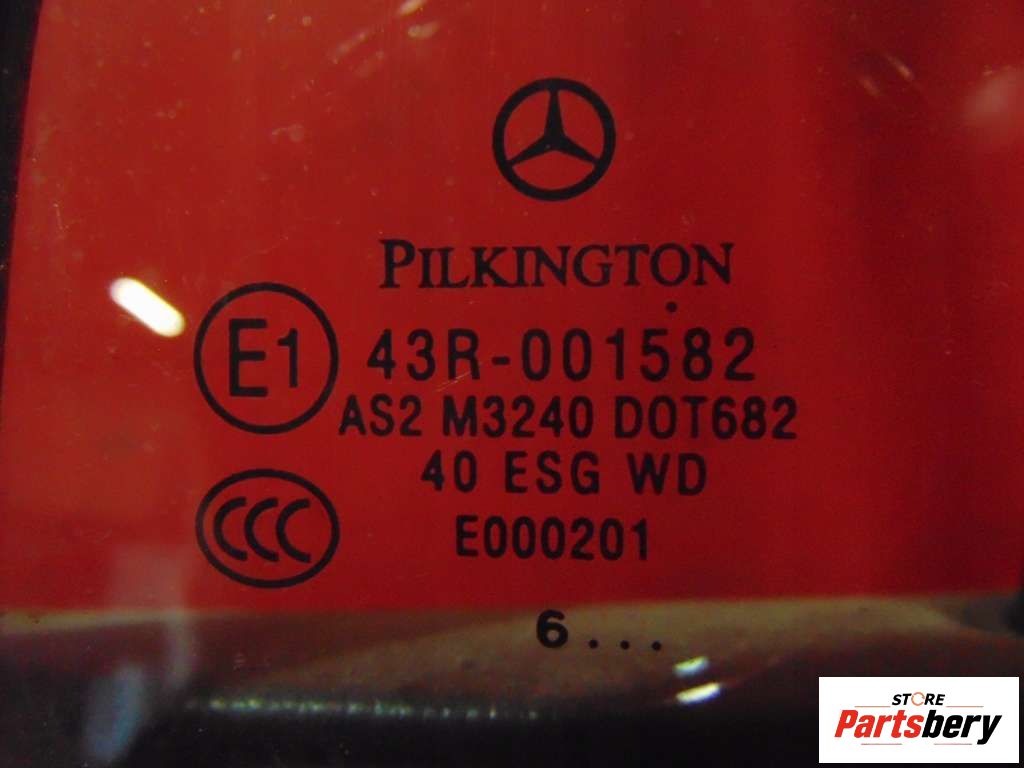 PILKINGTON
E1 43R-001582
AS2 M3240 DOT682
40 ESG WD
CCC E000201
6...
STORE
Partsbery